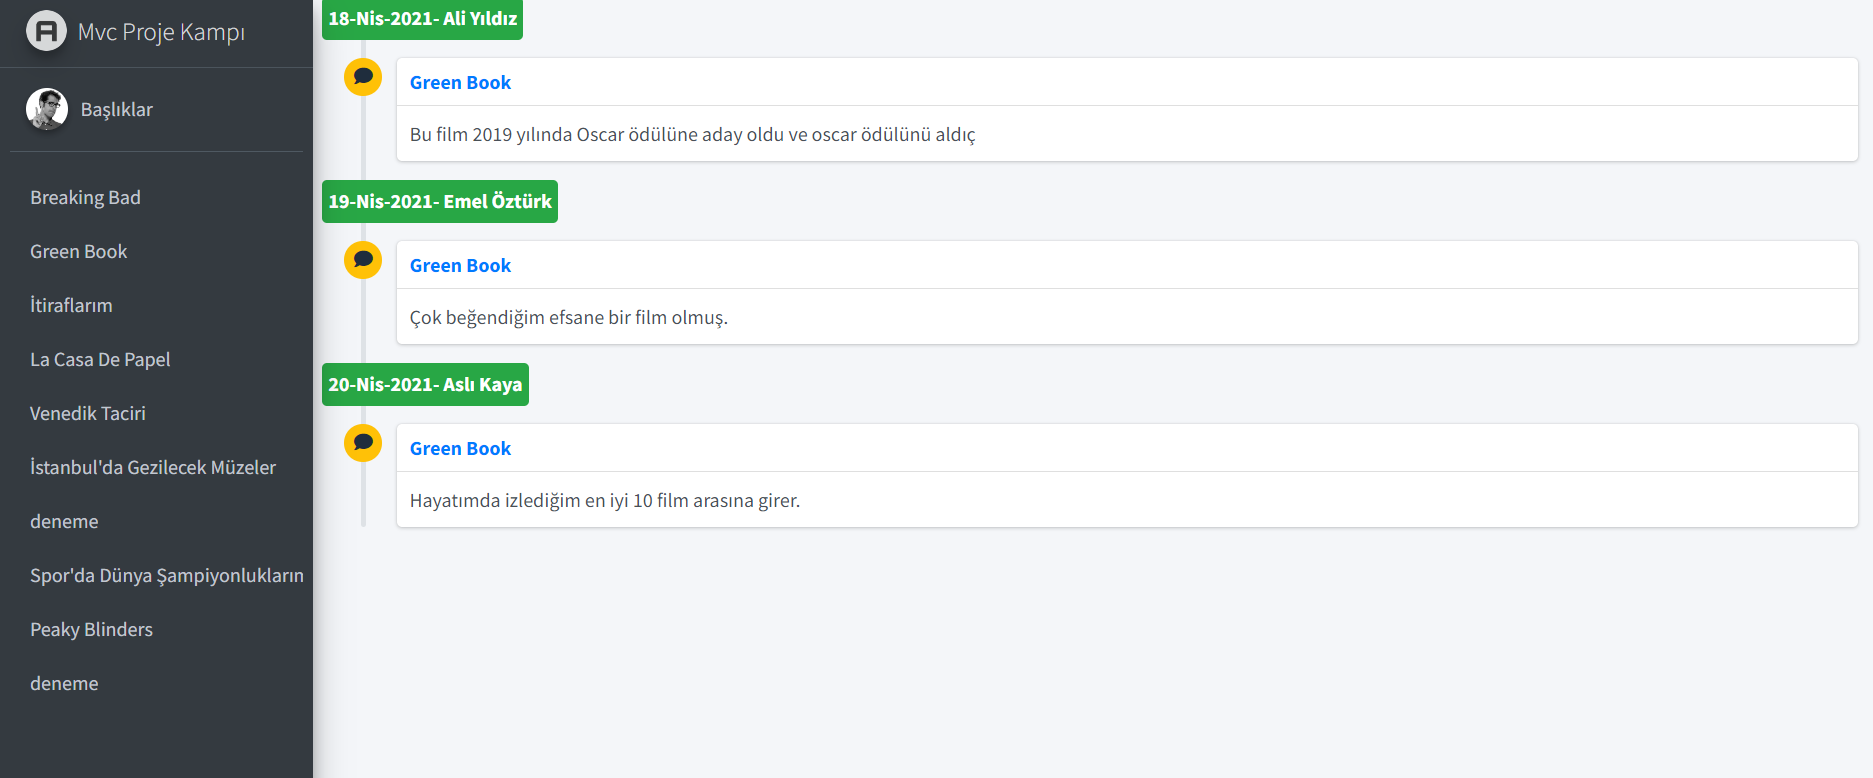 Mvc Proje Kampı
Başlıklar
Breaking Bad
Green Book
İtiraflarım
La Casa De Papel
Venedik Taciri
İstanbul'da Gezilecek Müzeler
deneme
Spor'da Dünya Şampiyonlukların
Peaky Blinders
deneme
18-Nis-2021- Ali Yıldız
Green Book
Bu film 2019 yılında Oscar ödülüne aday oldu ve oscar ödülünü aldıç
19-Nis-2021- Emel Öztürk
Green Book
Çok beğendiğim efsane bir film olmuş.
20-Nis-2021- Aslı Kaya
Green Book
Hayatımda izlediğim en iyi 10 film arasına girer.